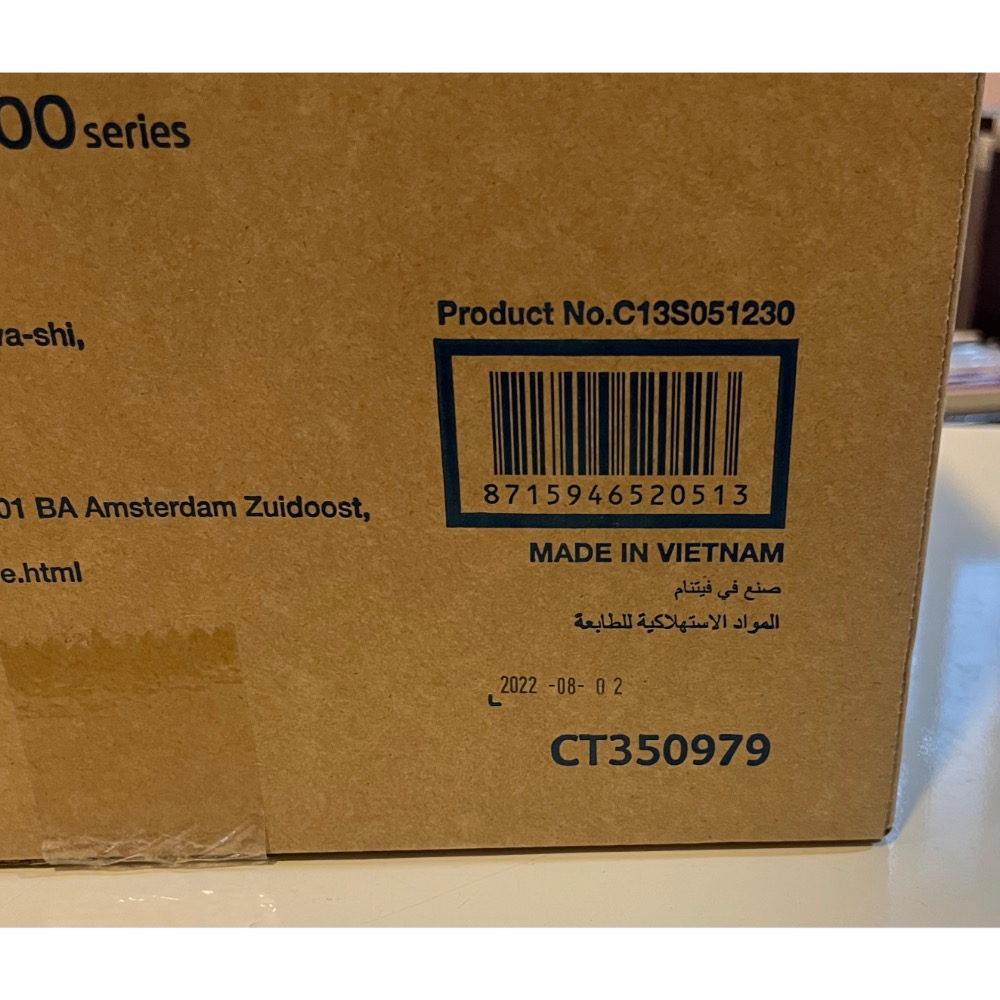 00 series
Product No.C13S051230
va-shi,
8715946520513
01 BA Amsterdam Zuidoost,
MADE IN VIETNAM
e.html
صنع في فيتنام
المواد الاستهلاكية للطابعة
2022 -08- 02
CT350979